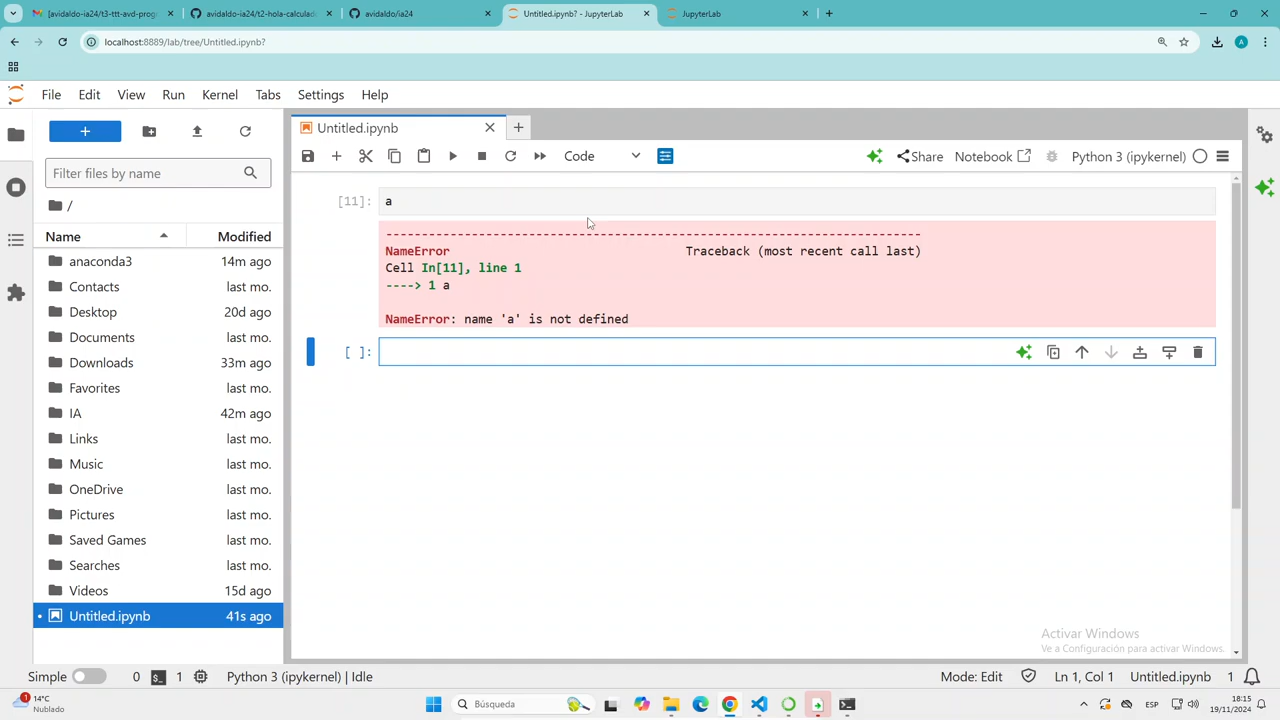 [avidaldo-ia24/t3-ttt-avd-progr
avidaldo-ia24/t2-hola-calculad
avidaldo/ia24
Untitled.ipynb? - JupyterLab
JupyterLab
localhost:8889/lab/tree/Untitled.ipynb?
A
File Edit View Run Kernel Tabs Settings Help
Untitled.ipynb
Code
Share
Notebook
Python 3 (ipykernel)
Filter files by name
/
Name Modified
anaconda3 14m ago
Contacts last mo.
Desktop 20d ago
Documents last mo.
Downloads 33m ago
Favorites last mo.
IA 42m ago
Links last mo.
Music last mo.
OneDrive last mo.
Pictures last mo.
Saved Games last mo.
Searches last mo.
Videos 15d ago
Untitled.ipynb 41s ago
[11]: a
---------------------------------------------------------------------------
NameError Traceback (most recent call last)
Cell In[11], line 1
----> 1 a
NameError: name 'a' is not defined
[ ]:
Activar Windows
Ve a Configuración para activar Windows.
Simple 0 1 Python 3 (ipykernel) | Idle Mode: Edit Ln 1, Col 1 Untitled.ipynb 1
1
14°C
Nublado
Búsqueda
ESP
18:15
19/11/2024